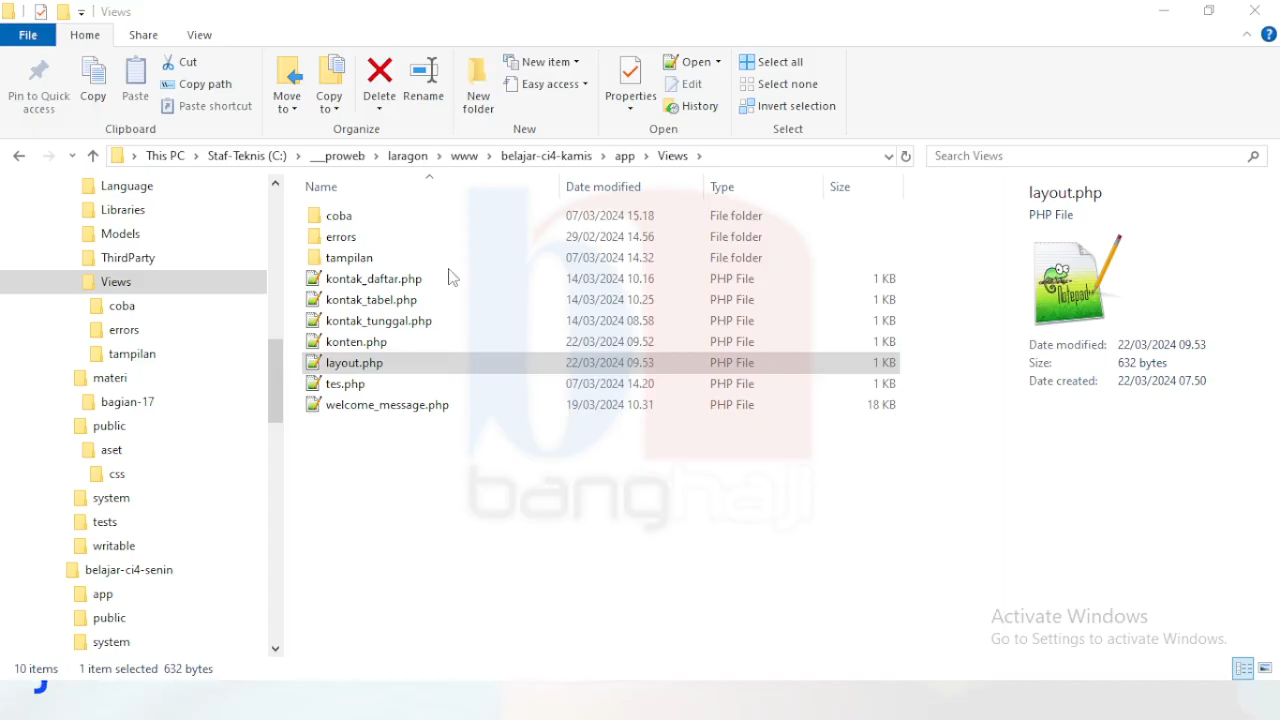 Views
File Home Share View
Pin to Quick access
Copy
Paste
Cut
Copy path
Paste shortcut
Clipboard
Move to
Copy to
Delete
Rename
Organize
New folder
New item
Easy access
New
Properties
Open
Edit
History
Open
Select all
Select none
Invert selection
Select
This PC > Staf-Teknis (C:) > __proweb > laragon > www > belajar-ci4-kamis > app > Views >
Search Views
Language
Libraries
Models
ThirdParty
Views
coba
errors
tampilan
materi
bagian-17
public
aset
css
system
tests
writable
belajar-ci4-senin
app
public
system
Name Date modified Type Size
coba 07/03/2024 15.18 File folder
errors 29/02/2024 14.56 File folder
tampilan 07/03/2024 14.32 File folder
kontak_daftar.php 14/03/2024 10.16 PHP File 1 KB
kontak_tabel.php 14/03/2024 10.25 PHP File 1 KB
kontak_tunggal.php 14/03/2024 08.58 PHP File 1 KB
konten.php 22/03/2024 09.52 PHP File 1 KB
layout.php 22/03/2024 09.53 PHP File 1 KB
tes.php 07/03/2024 14.20 PHP File 1 KB
welcome_message.php 19/03/2024 10.31 PHP File 18 KB
banghaji
layout.php
PHP File
Notepad++
Date modified: 22/03/2024 09.53
Size: 632 bytes
Date created: 22/03/2024 07.50
Activate Windows
Go to Settings to activate Windows.
10 items 1 item selected 632 bytes